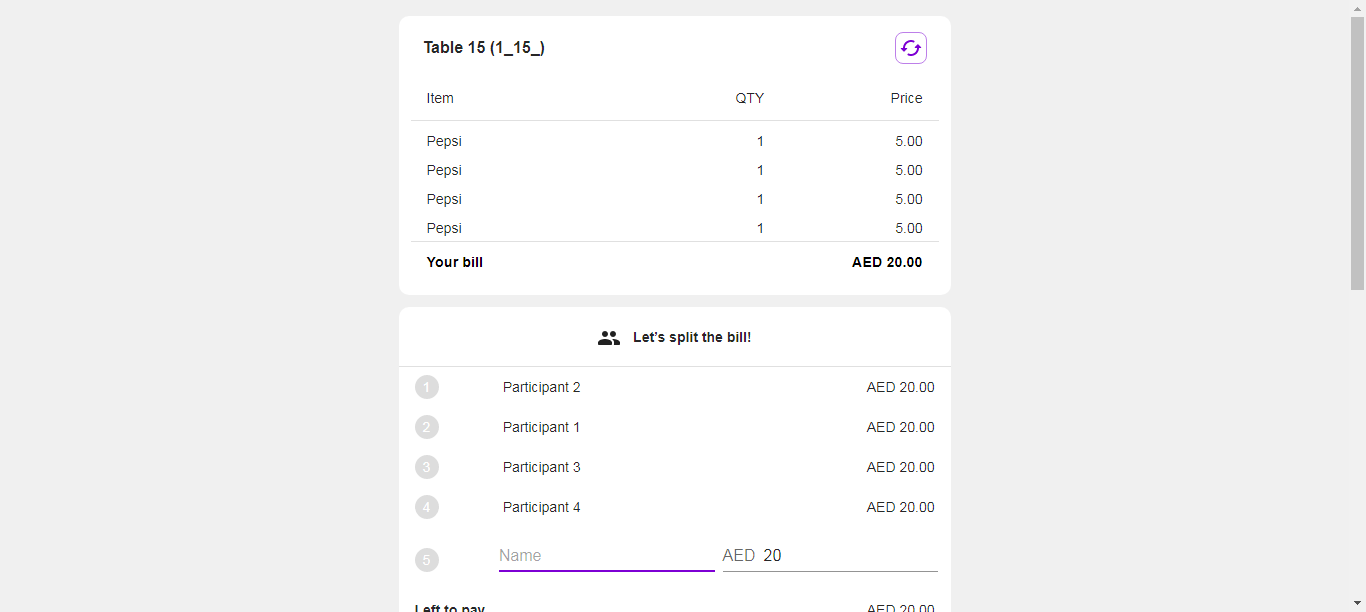 Table 15 (1_15_)
Item QTY Price
Pepsi 1 5.00
Pepsi 1 5.00
Pepsi 1 5.00
Pepsi 1 5.00
Your bill AED 20.00
Let’s split the bill!
1 Participant 2 AED 20.00
2 Participant 1 AED 20.00
3 Participant 3 AED 20.00
4 Participant 4 AED 20.00
5 Name AED 20
Left to pay AED 20.00